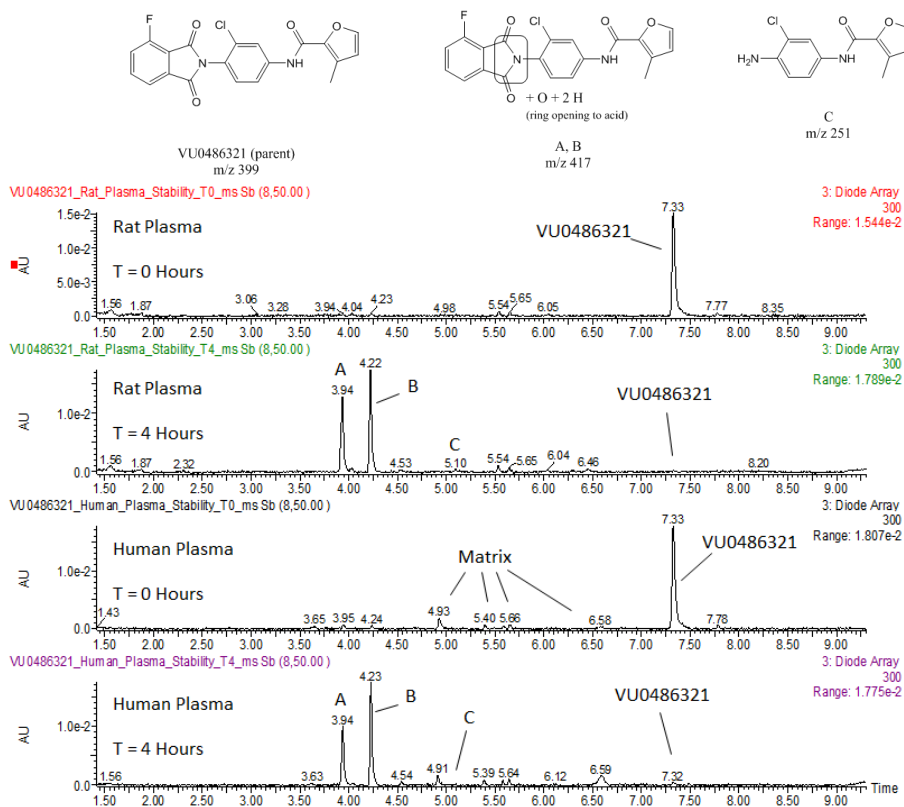 F
Cl
O
O
N
O
NH
O
F
Cl
O
O
N
O
NH
O
+ O + 2 H
(ring opening to acid)
Cl
O
O
H2N
NH
VU0486321 (parent)
m/z 399
A, B
m/z 417
C
m/z 251
VU0486321_Rat_Plasma_Stability_T0_ms Sb (8,50.00 )
3: Diode Array
300
Range: 1.544e-2
Rat Plasma
T = 0 Hours
VU0486321
AU
1.5e-2
1.0e-2
5.0e-3
0.0
1.56 1.87 3.06 3.28 3.94 4.04 4.23 4.98 5.54 5.65 6.05 7.33 7.77 8.35
1.50 2.00 2.50 3.00 3.50 4.00 4.50 5.00 5.50 6.00 6.50 7.00 7.50 8.00 8.50 9.00
VU0486321_Rat_Plasma_Stability_T4_ms Sb (8,50.00 )
3: Diode Array
300
Range: 1.789e-2
Rat Plasma
T = 4 Hours
A
B
C
VU0486321
AU
1.0e-2
0.0
1.56 1.87 2.32 3.94 4.22 4.53 5.10 5.54 5.65 6.04 6.46 8.20
1.50 2.00 2.50 3.00 3.50 4.00 4.50 5.00 5.50 6.00 6.50 7.00 7.50 8.00 8.50 9.00
VU0486321_Human_Plasma_Stability_T0_ms Sb (8,50.00 )
3: Diode Array
300
Range: 1.807e-2
Human Plasma
T = 0 Hours
Matrix
VU0486321
AU
1.0e-2
0.0
1.43 3.65 3.95 4.24 4.93 5.40 5.66 6.58 7.33 7.78
1.50 2.00 2.50 3.00 3.50 4.00 4.50 5.00 5.50 6.00 6.50 7.00 7.50 8.00 8.50 9.00
VU0486321_Human_Plasma_Stability_T4_ms Sb (8,50.00 )
3: Diode Array
300
Range: 1.775e-2
Human Plasma
T = 4 Hours
A
B
C
VU0486321
AU
1.0e-2
0.0
1.56 3.63 3.94 4.23 4.54 4.91 5.39 5.64 6.12 6.59 7.32
Time
1.50 2.00 2.50 3.00 3.50 4.00 4.50 5.00 5.50 6.00 6.50 7.00 7.50 8.00 8.50 9.00